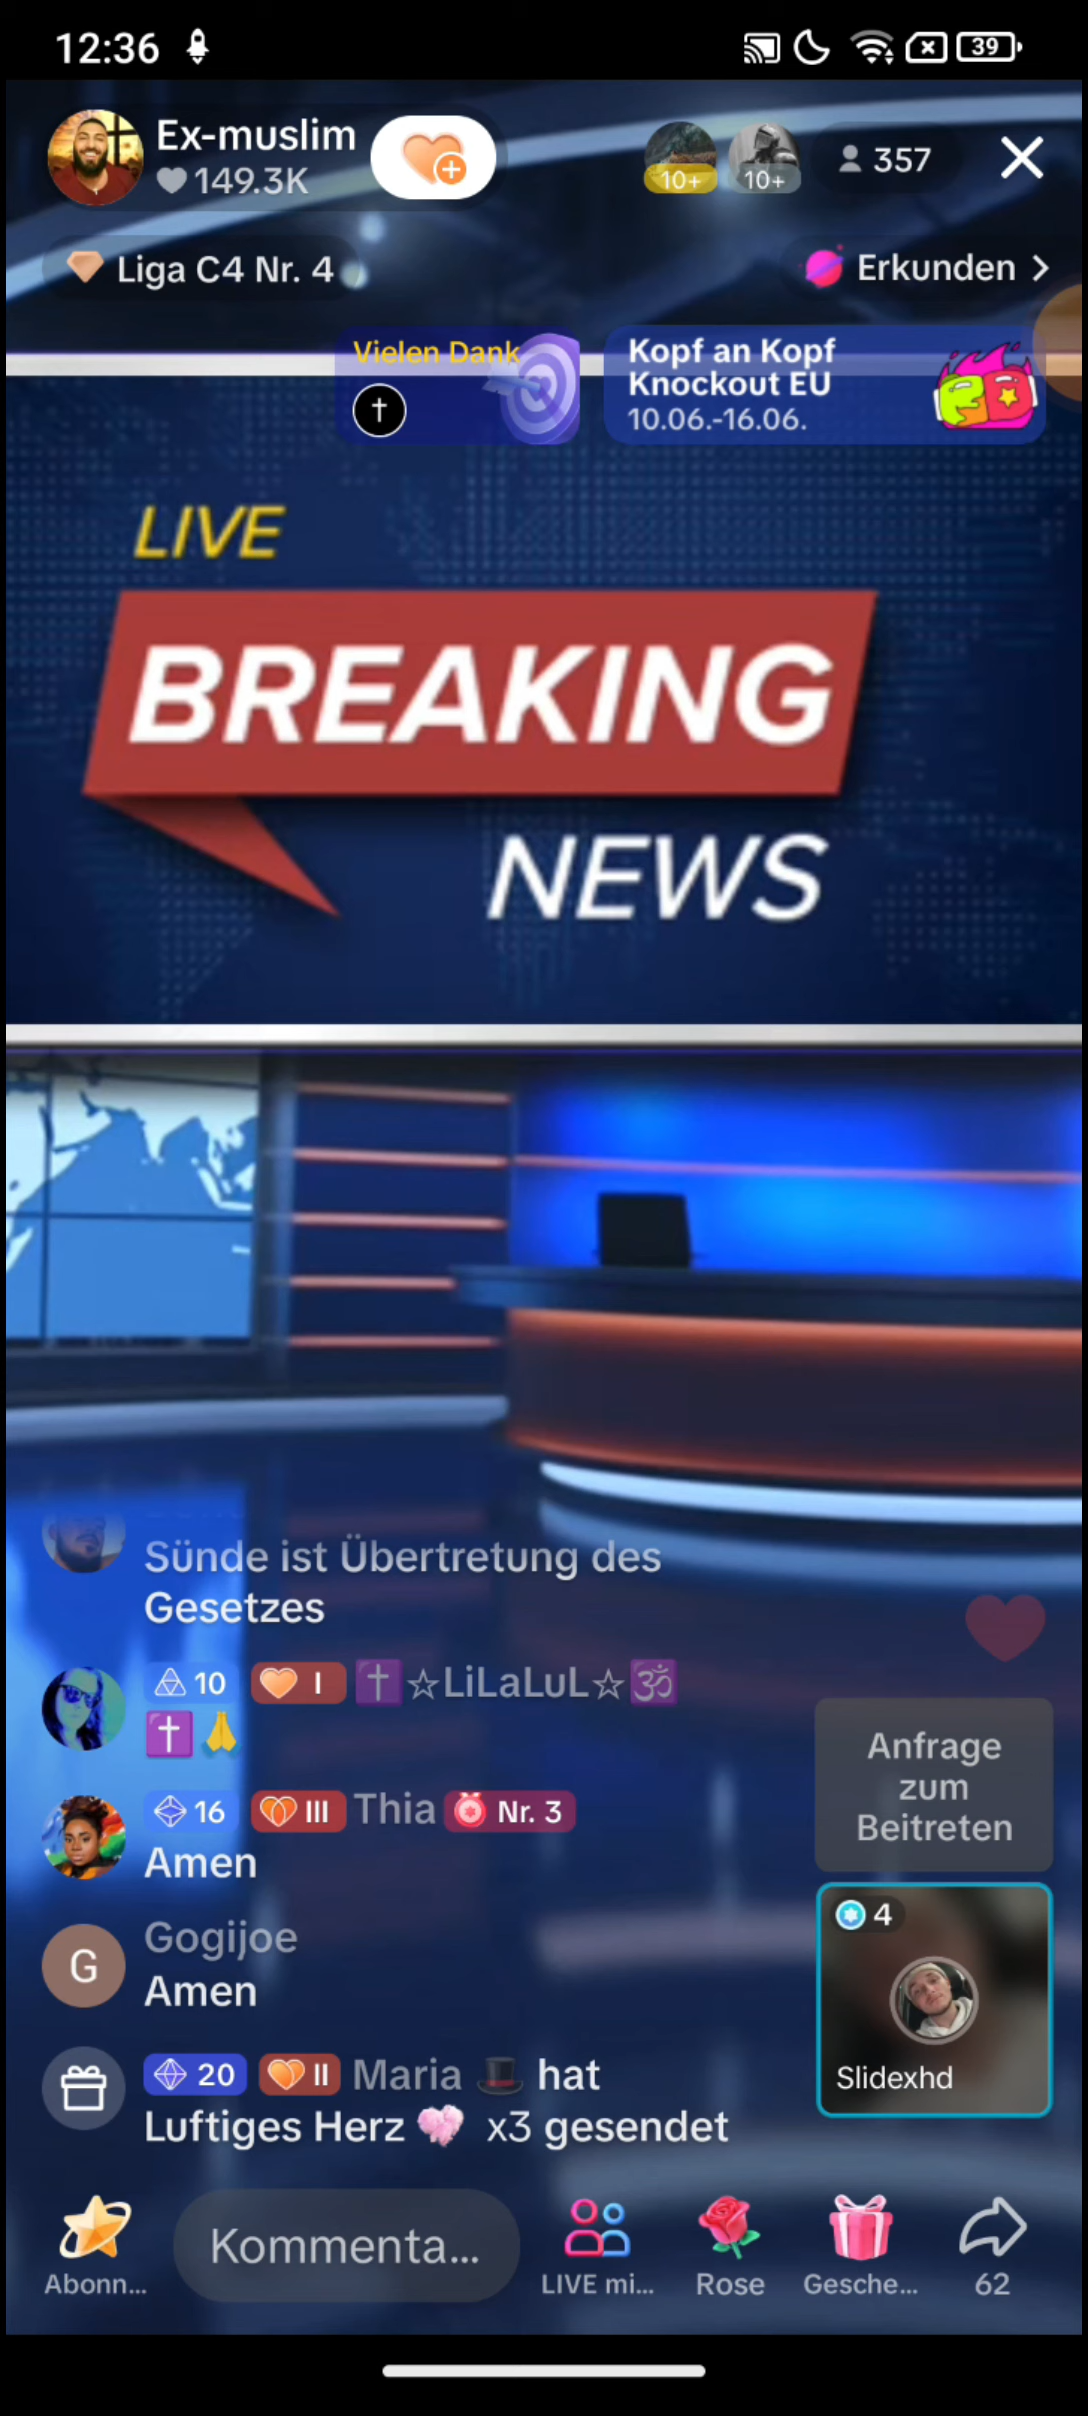 12:36
39
Ex-muslim
149.3K
10+
10+
357
Liga C4 Nr. 4
Erkunden >
Vielen Dank
Kopf an Kopf
Knockout EU
10.06.-16.06.
LIVE
BREAKING
NEWS
Sünde ist Übertretung des
Gesetzes
10 I ✝️☆LiLaLuL☆🕉️
✝️🙏
16 III Thia Nr. 3
Amen
G
Gogijoe
Amen
20 II Maria 🎩 hat
Luftiges Herz x3 gesendet
Anfrage
zum
Beitreten
4
Slidexhd
Abonn...
Kommenta...
LIVE mi...
Rose
Gesche...
62